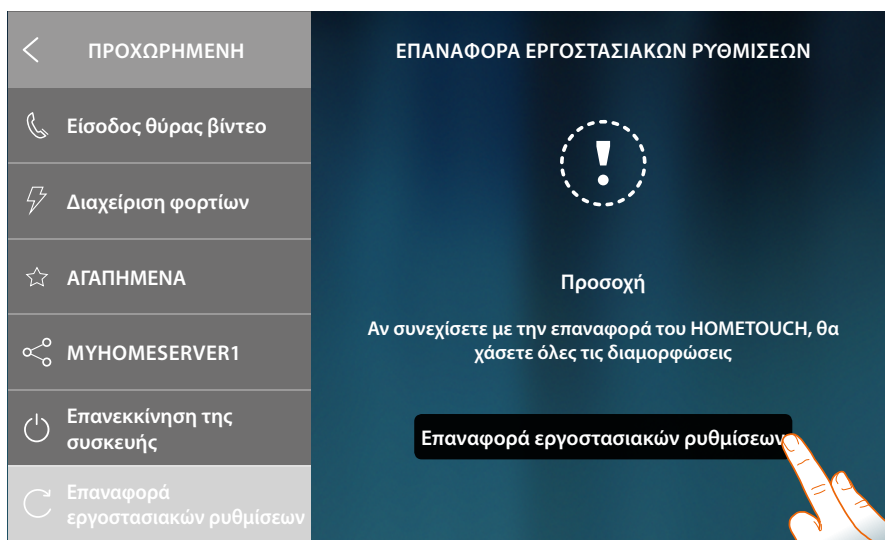 ΠΡΟΧΩΡΗΜΕΝΗ
Είσοδος θύρας βίντεο
Διαχείριση φορτίων
ΑΓΑΠΗΜΕΝΑ
MYHOMESERVER1
Επανεκκίνηση της
συσκευής
Επαναφορά
εργοστασιακών ρυθμίσεων
ΕΠΑΝΑΦΟΡΑ ΕΡΓΟΣΤΑΣΙΑΚΩΝ ΡΥΘΜΙΣΕΩΝ
Προσοχή
Αν συνεχίσετε με την επαναφορά του HOMETOUCH, θα
χάσετε όλες τις διαμορφώσεις
Επαναφορά εργοστασιακών ρυθμίσεων